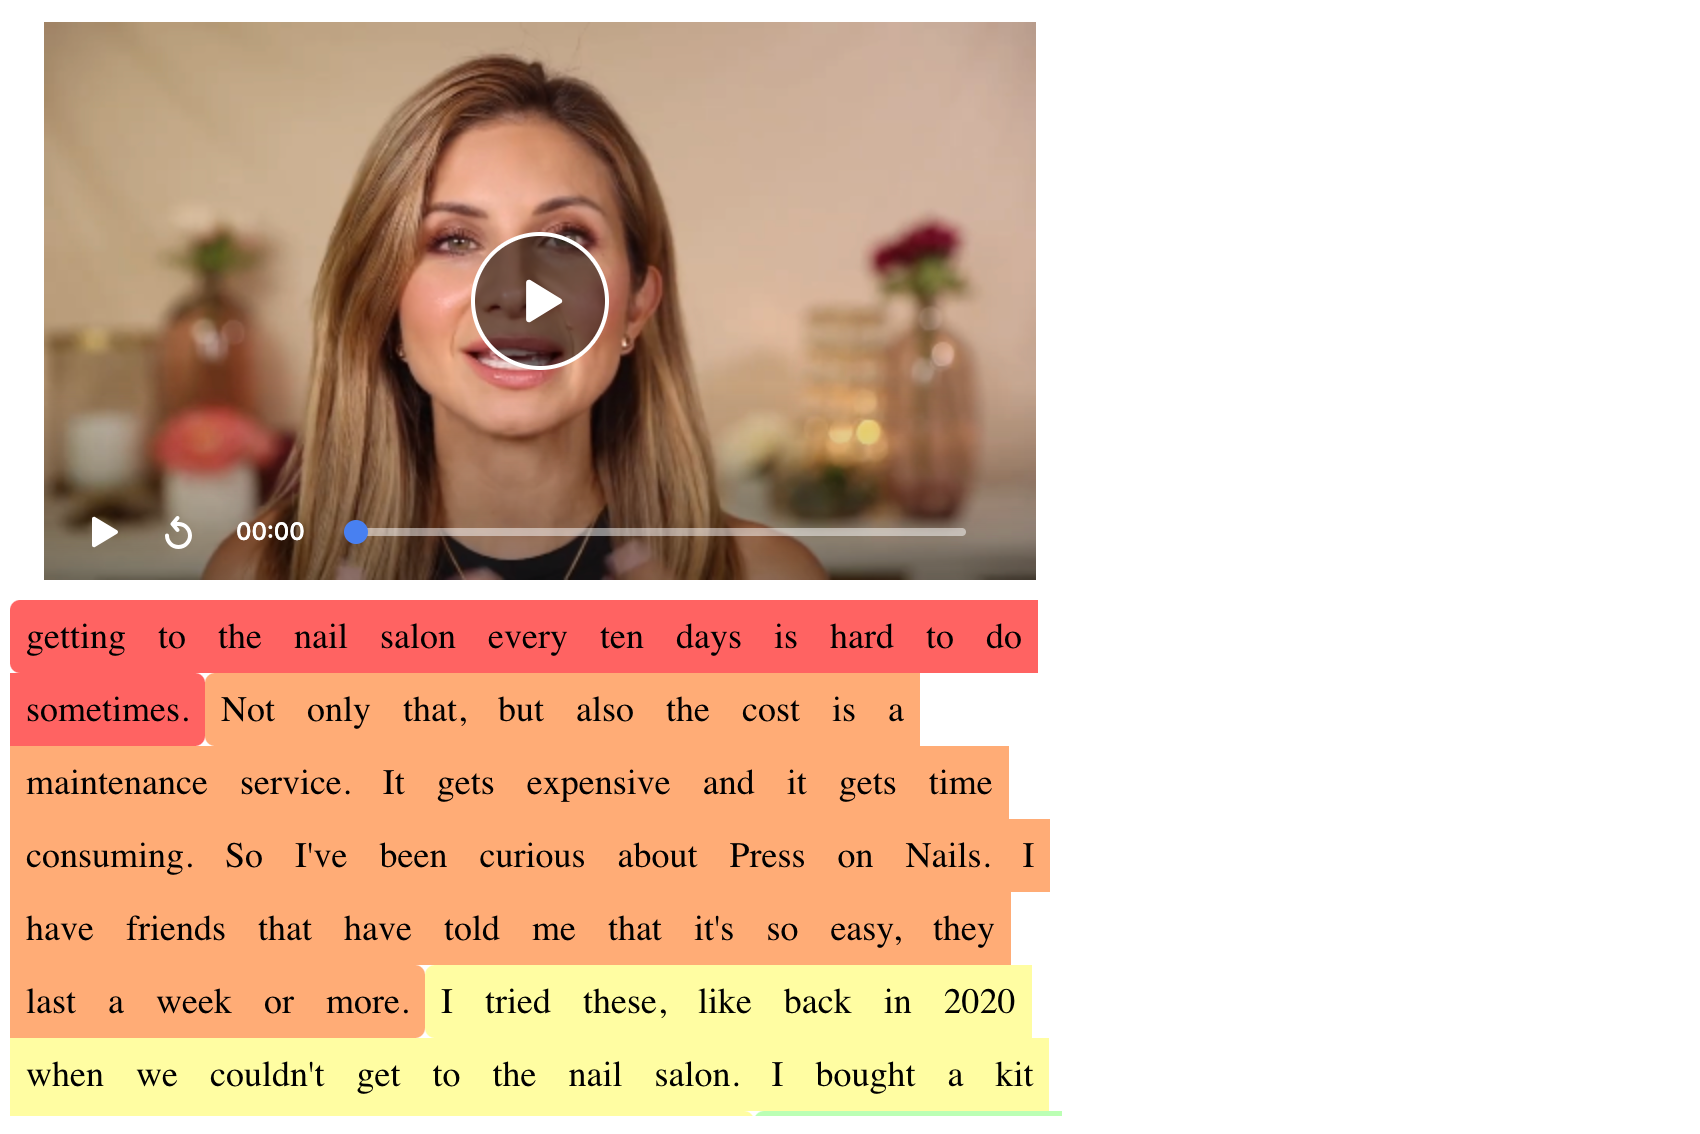 00:00
getting to the nail salon every ten days is hard to do
sometimes. Not only that, but also the cost is a
maintenance service. It gets expensive and it gets time
consuming. So I've been curious about Press on Nails. I
have friends that have told me that it's so easy, they
last a week or more. I tried these, like back in 2020
when we couldn't get to the nail salon. I bought a kit